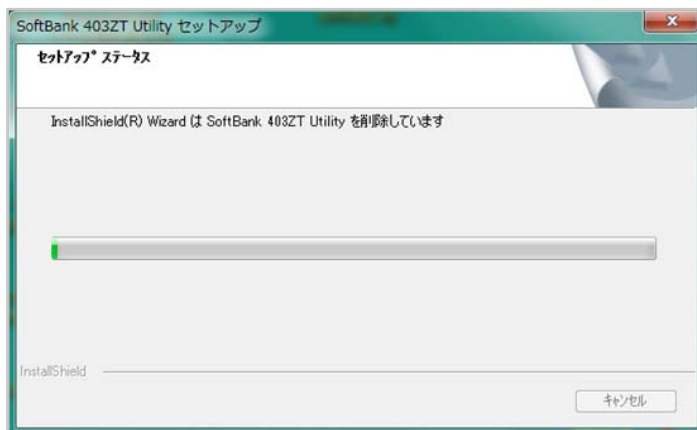 SoftBank 403ZT Utility セットアップ
セットアップ ステータス
InstallShield(R) Wizard は SoftBank 403ZT Utility を削除しています
InstallShield
キャンセル